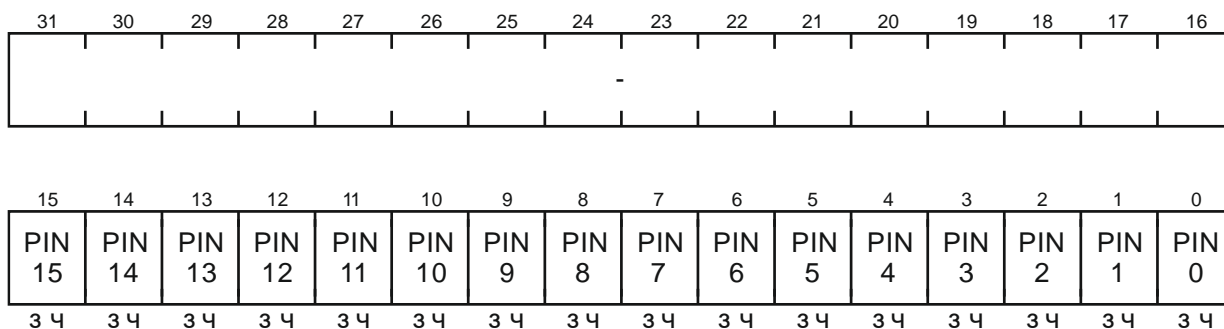 31 30 29 28 27 26 25 24 23 22 21 20 19 18 17 16
-
15 14 13 12 11 10 9 8 7 6 5 4 3 2 1 0
PIN PIN PIN PIN PIN PIN PIN PIN PIN PIN PIN PIN PIN PIN PIN PIN
15 14 13 12 11 10 9 8 7 6 5 4 3 2 1 0
З Ч З Ч З Ч З Ч З Ч З Ч З Ч З Ч З Ч З Ч З Ч З Ч З Ч З Ч З Ч З Ч